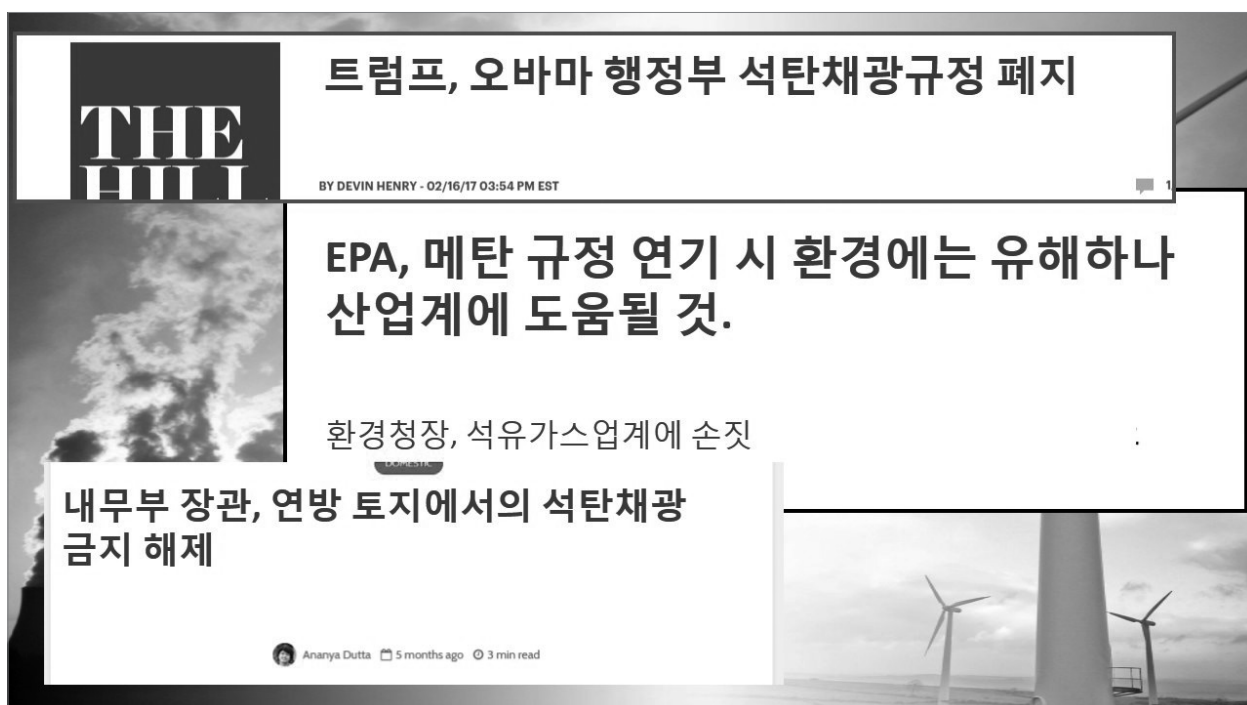 THE
HILL
트럼프, 오바마 행정부 석탄채광규정 폐지
BY DEVIN HENRY - 02/16/17 03:54 PM EST
1
EPA, 메탄 규정 연기 시 환경에는 유해하나
산업계에 도움될 것.
환경청장, 석유가스업계에 손짓
DOMESTIC
내무부 장관, 연방 토지에서의 석탄채광
금지 해제
Ananya Dutta 5 months ago 3 min read